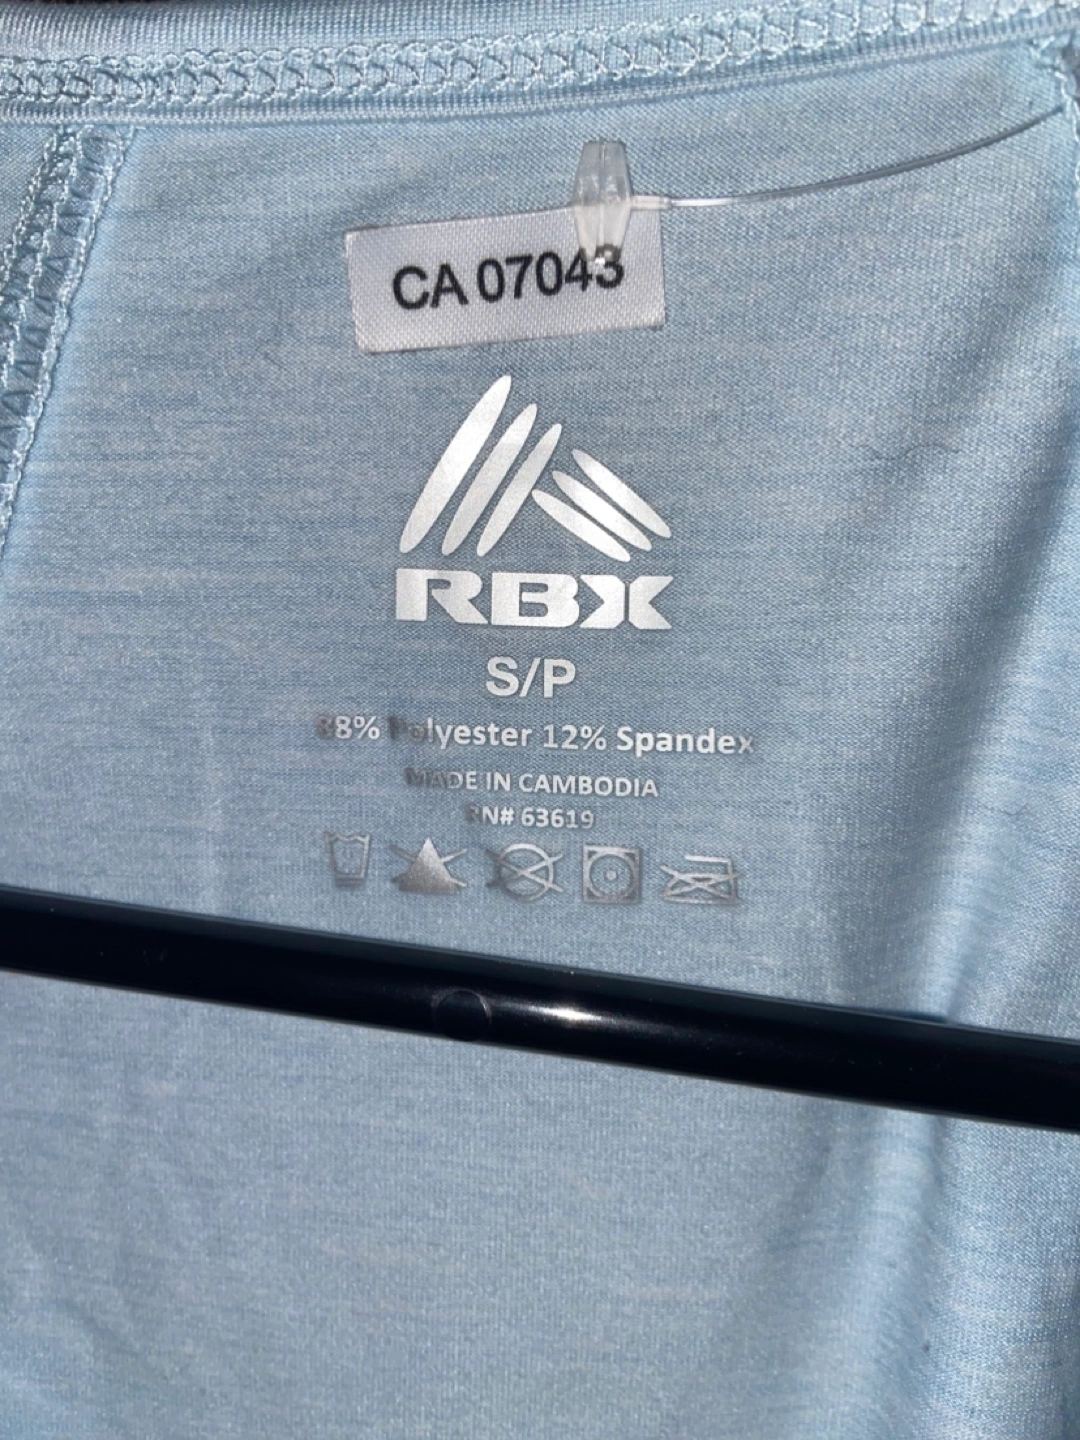 CA 07043
RBX
S/P
88% Polyester 12% Spandex
MADE IN CAMBODIA
RN# 63619